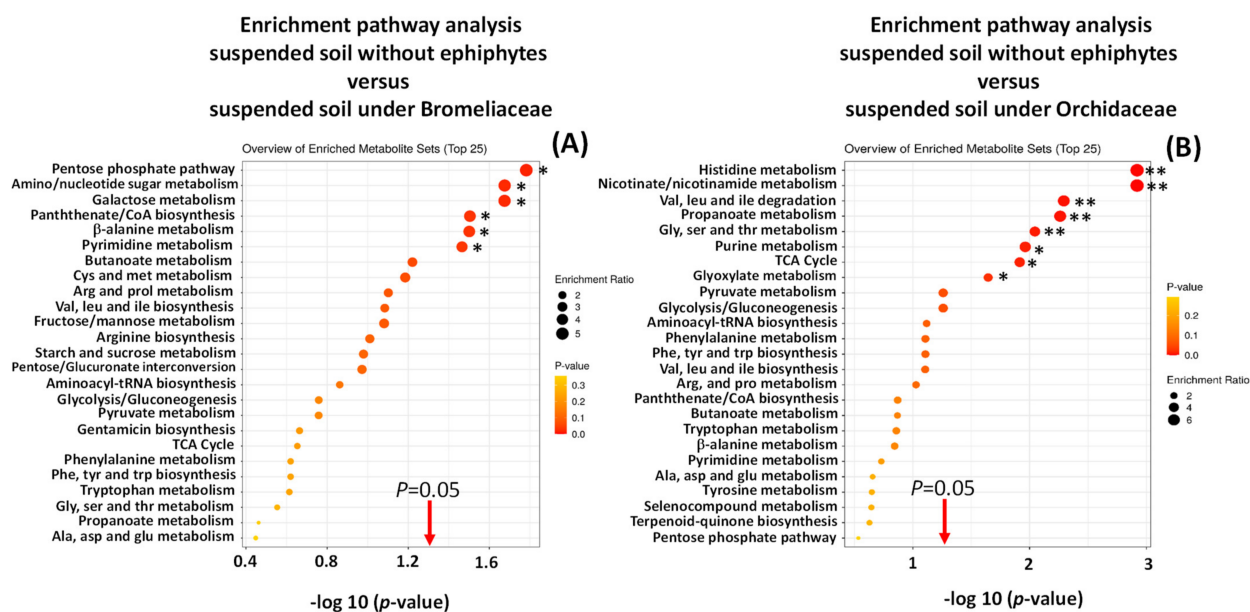 Enrichment pathway analysis
suspended soil without ephiphytes
versus
suspended soil under Bromeliaceae
(A)
Overview of Enriched Metabolite Sets (Top 25)
Pentose phosphate pathway
*
Amino/nucleotide sugar metabolism
*
Galactose metabolism
*
Panththenate/CoA biosynthesis
*
β-alanine metabolism
*
Pyrimidine metabolism
*
Butanoate metabolism
Cys and met metabolism
Arg and prol metabolism
Val, leu and ile biosynthesis
Fructose/mannose metabolism
Arginine biosynthesis
Starch and sucrose metabolism
Pentose/Glucuronate interconversion
Aminoacyl-tRNA biosynthesis
Glycolysis/Gluconeogenesis
Pyruvate metabolism
Gentamicin biosynthesis
TCA Cycle
Phenylalanine metabolism
Phe, tyr and trp biosynthesis
Tryptophan metabolism
Gly, ser and thr metabolism
Propanoate metabolism
Ala, asp and glu metabolism
P=0.05
0.4 0.8 1.2 1.6
-log 10 (p-value)
Enrichment Ratio
2
3
4
5
P-value
0.3
0.2
0.1
0.0
Enrichment pathway analysis
suspended soil without ephiphytes
versus
suspended soil under Orchidaceae
(B)
Overview of Enriched Metabolite Sets (Top 25)
Histidine metabolism
**
Nicotinate/nicotinamide metabolism
**
Val, leu and ile degradation
**
Propanoate metabolism
**
Gly, ser and thr metabolism
**
Purine metabolism
*
TCA Cycle
*
Glyoxylate metabolism
*
Pyruvate metabolism
Glycolysis/Gluconeogenesis
Aminoacyl-tRNA biosynthesis
Phenylalanine metabolism
Phe, tyr and trp biosynthesis
Val, leu and ile biosynthesis
Arg, and pro metabolism
Panththenate/CoA biosynthesis
Butanoate metabolism
Tryptophan metabolism
β-alanine metabolism
Pyrimidine metabolism
Ala, asp and glu metabolism
Tyrosine metabolism
Selenocompound metabolism
Terpenoid-quinone biosynthesis
Pentose phosphate pathway
P=0.05
1 2 3
-log 10 (p-value)
P-value
0.2
0.1
0.0
Enrichment Ratio
2
4
6